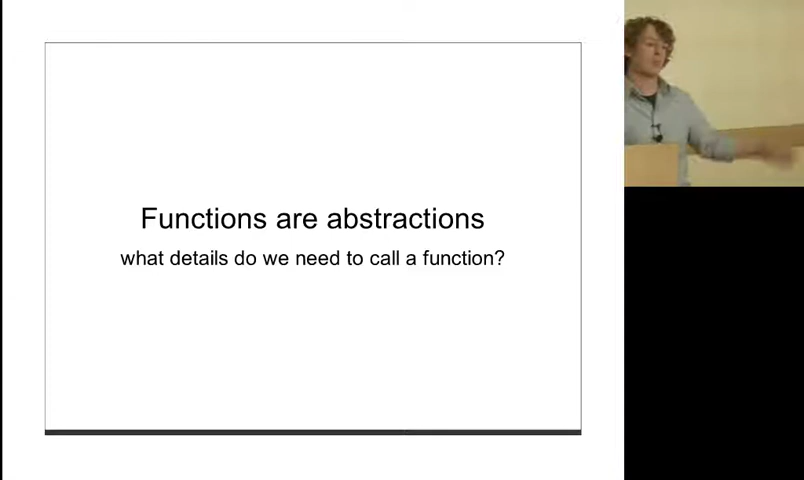 Functions are abstractions
what details do we need to call a function?